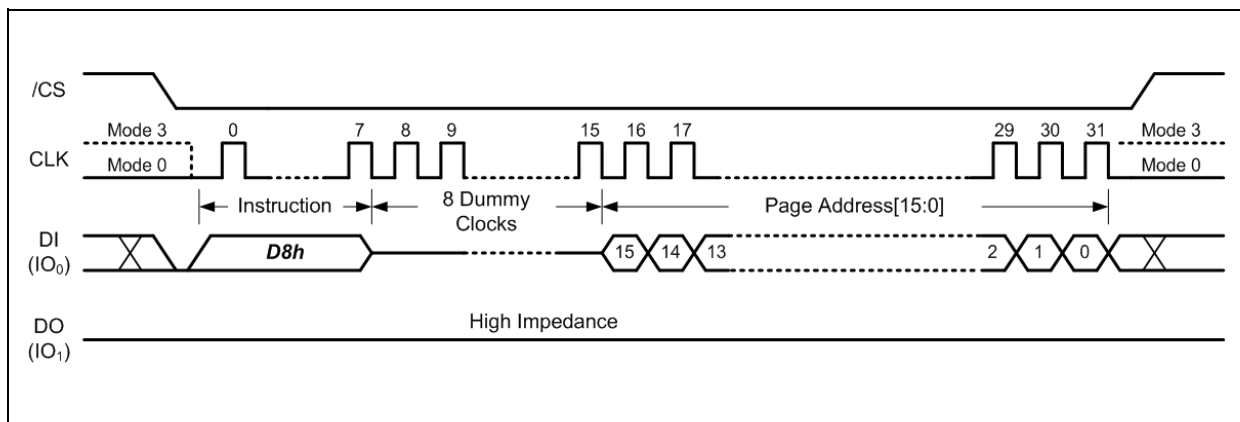 /CS
Mode 3 0 7 8 9 15 16 17 29 30 31 Mode 3
CLK
Mode 0 Mode 0
Instruction 8 Dummy Clocks Page Address[15:0]
DI (IO₀) D8h 15 14 13 2 1 0
High Impedance
DO
(IO₁)